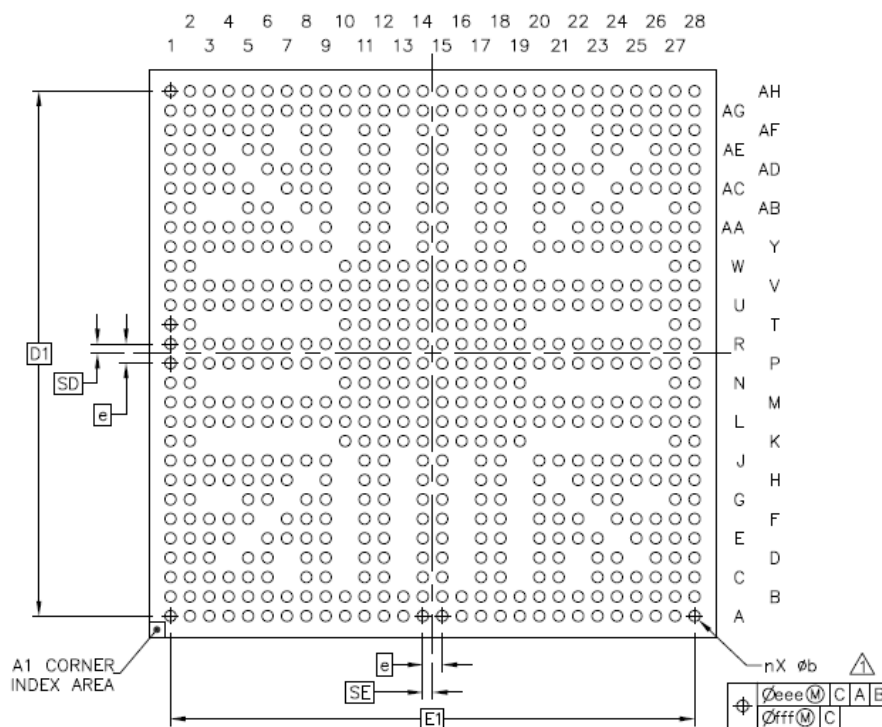 2 4 6 8 10 12 14 16 18 20 22 24 26 28
1 3 5 7 9 11 13 15 17 19 21 23 25 27
AH
AG
AF
AE
AD
AC
AB
AA
Y
W
V
U
T
R
P
N
M
L
K
J
H
G
F
E
D
C
B
A
D1
SD
e
A1 CORNER
INDEX AREA
e
SE
E1
nX Øb
1
Øeee Ⓜ C A B
Øfff Ⓜ C